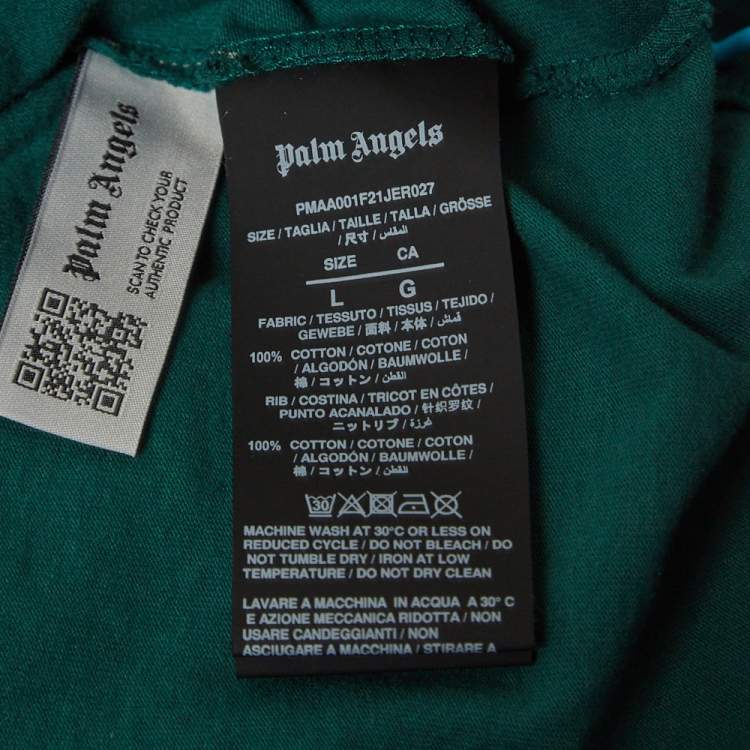 Palm Angels
SCAN TO CHECK YOUR
AUTHENTIC PRODUCT
Palm Angels
PMAA001F21JER027
SIZE / TAGLIA / TAILLE / TALLA / GRÖSSE
/ 尺寸 / المقاس
SIZE CA
L G
FABRIC / TESSUTO / TISSUS / TEJIDO /
GEWEBE / 面料 / 本体 / قماش
100% COTTON / COTONE / COTON
/ ALGODÓN / BAUMWOLLE /
棉 / コットン / القطن
RIB / COSTINA / TRICOT EN CÔTES /
PUNTO ACANALADO / 针织罗纹 /
ニットリブ / غرزة
100% COTTON / COTONE / COTON
/ ALGODÓN / BAUMWOLLE /
棉 / コットン / القطن
30
MACHINE WASH AT 30°C OR LESS ON
REDUCED CYCLE / DO NOT BLEACH / DO
NOT TUMBLE DRY / IRON AT LOW
TEMPERATURE / DO NOT DRY CLEAN
LAVARE A MACCHINA IN ACQUA A 30° C
E AZIONE MECCANICA RIDOTTA / NON
USARE CANDEGGIANTI / NON
ASCIUGARE A MACCHINA / STIRARE A